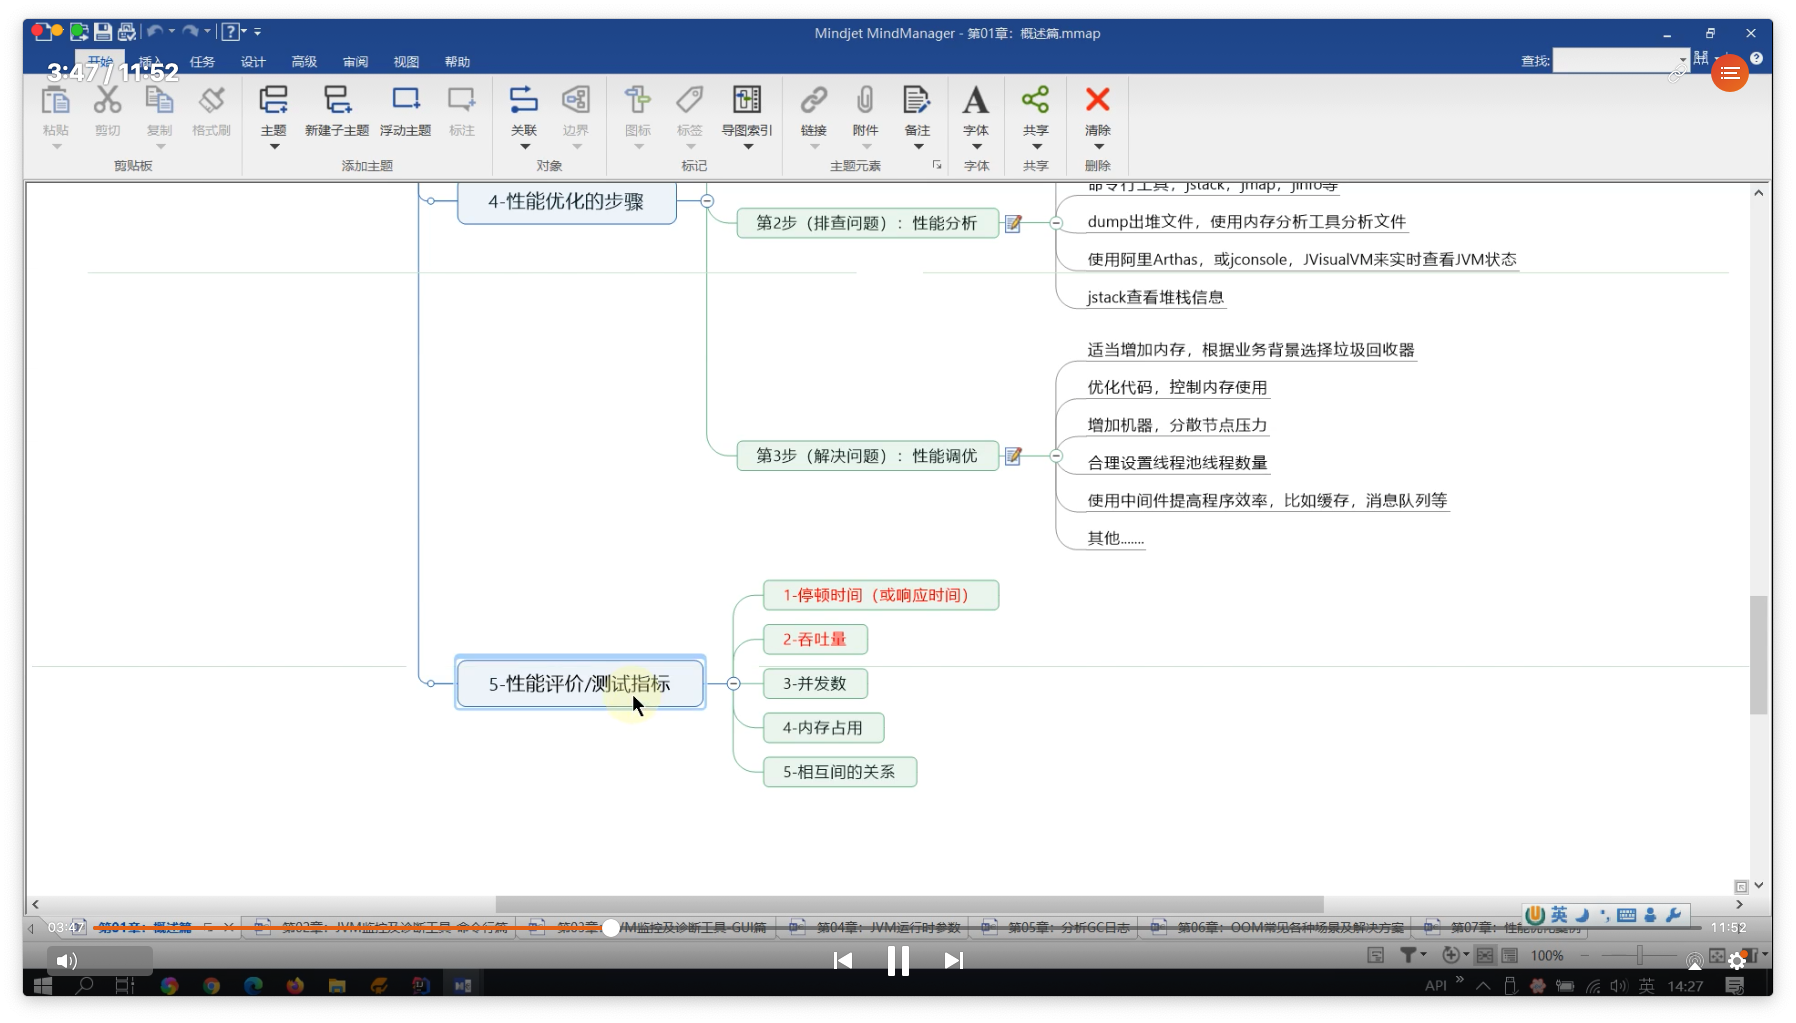 Mindjet MindManager - 第01章：概述篇.mmap
开始
插入
任务
设计
高级
审阅
视图
帮助
查找:
3:47 / 11:52
粘贴
剪切
复制
格式刷
主题
新建子主题
浮动主题
标注
关联
边界
图标
标签
导图索引
链接
附件
备注
字体
共享
清除
剪贴板
添加主题
对象
标记
主题元素
字体
共享
删除
4-性能优化的步骤
命令行工具，jstack，jmap，jinfo等
第2步（排查问题）：性能分析
dump出堆文件，使用内存分析工具分析文件
使用阿里Arthas，或jconsole，JVisualVM来实时查看JVM状态
jstack查看堆栈信息
适当增加内存，根据业务背景选择垃圾回收器
优化代码，控制内存使用
增加机器，分散节点压力
第3步（解决问题）：性能调优
合理设置线程池线程数量
使用中间件提高程序效率，比如缓存，消息队列等
其他.......
1-停顿时间（或响应时间）
2-吞吐量
5-性能评价/测试指标
3-并发数
4-内存占用
5-相互间的关系
英
03:47
第01章：概述篇
第02章：JVM监控及诊断工具-命令行篇
第03章：JVM监控及诊断工具-GUI篇
第04章：JVM运行时参数
第05章：分析GC日志
第06章：OOM常见各种场景及解决方案
第07章：性能优化案例
11:52
100%
API
英
14:27